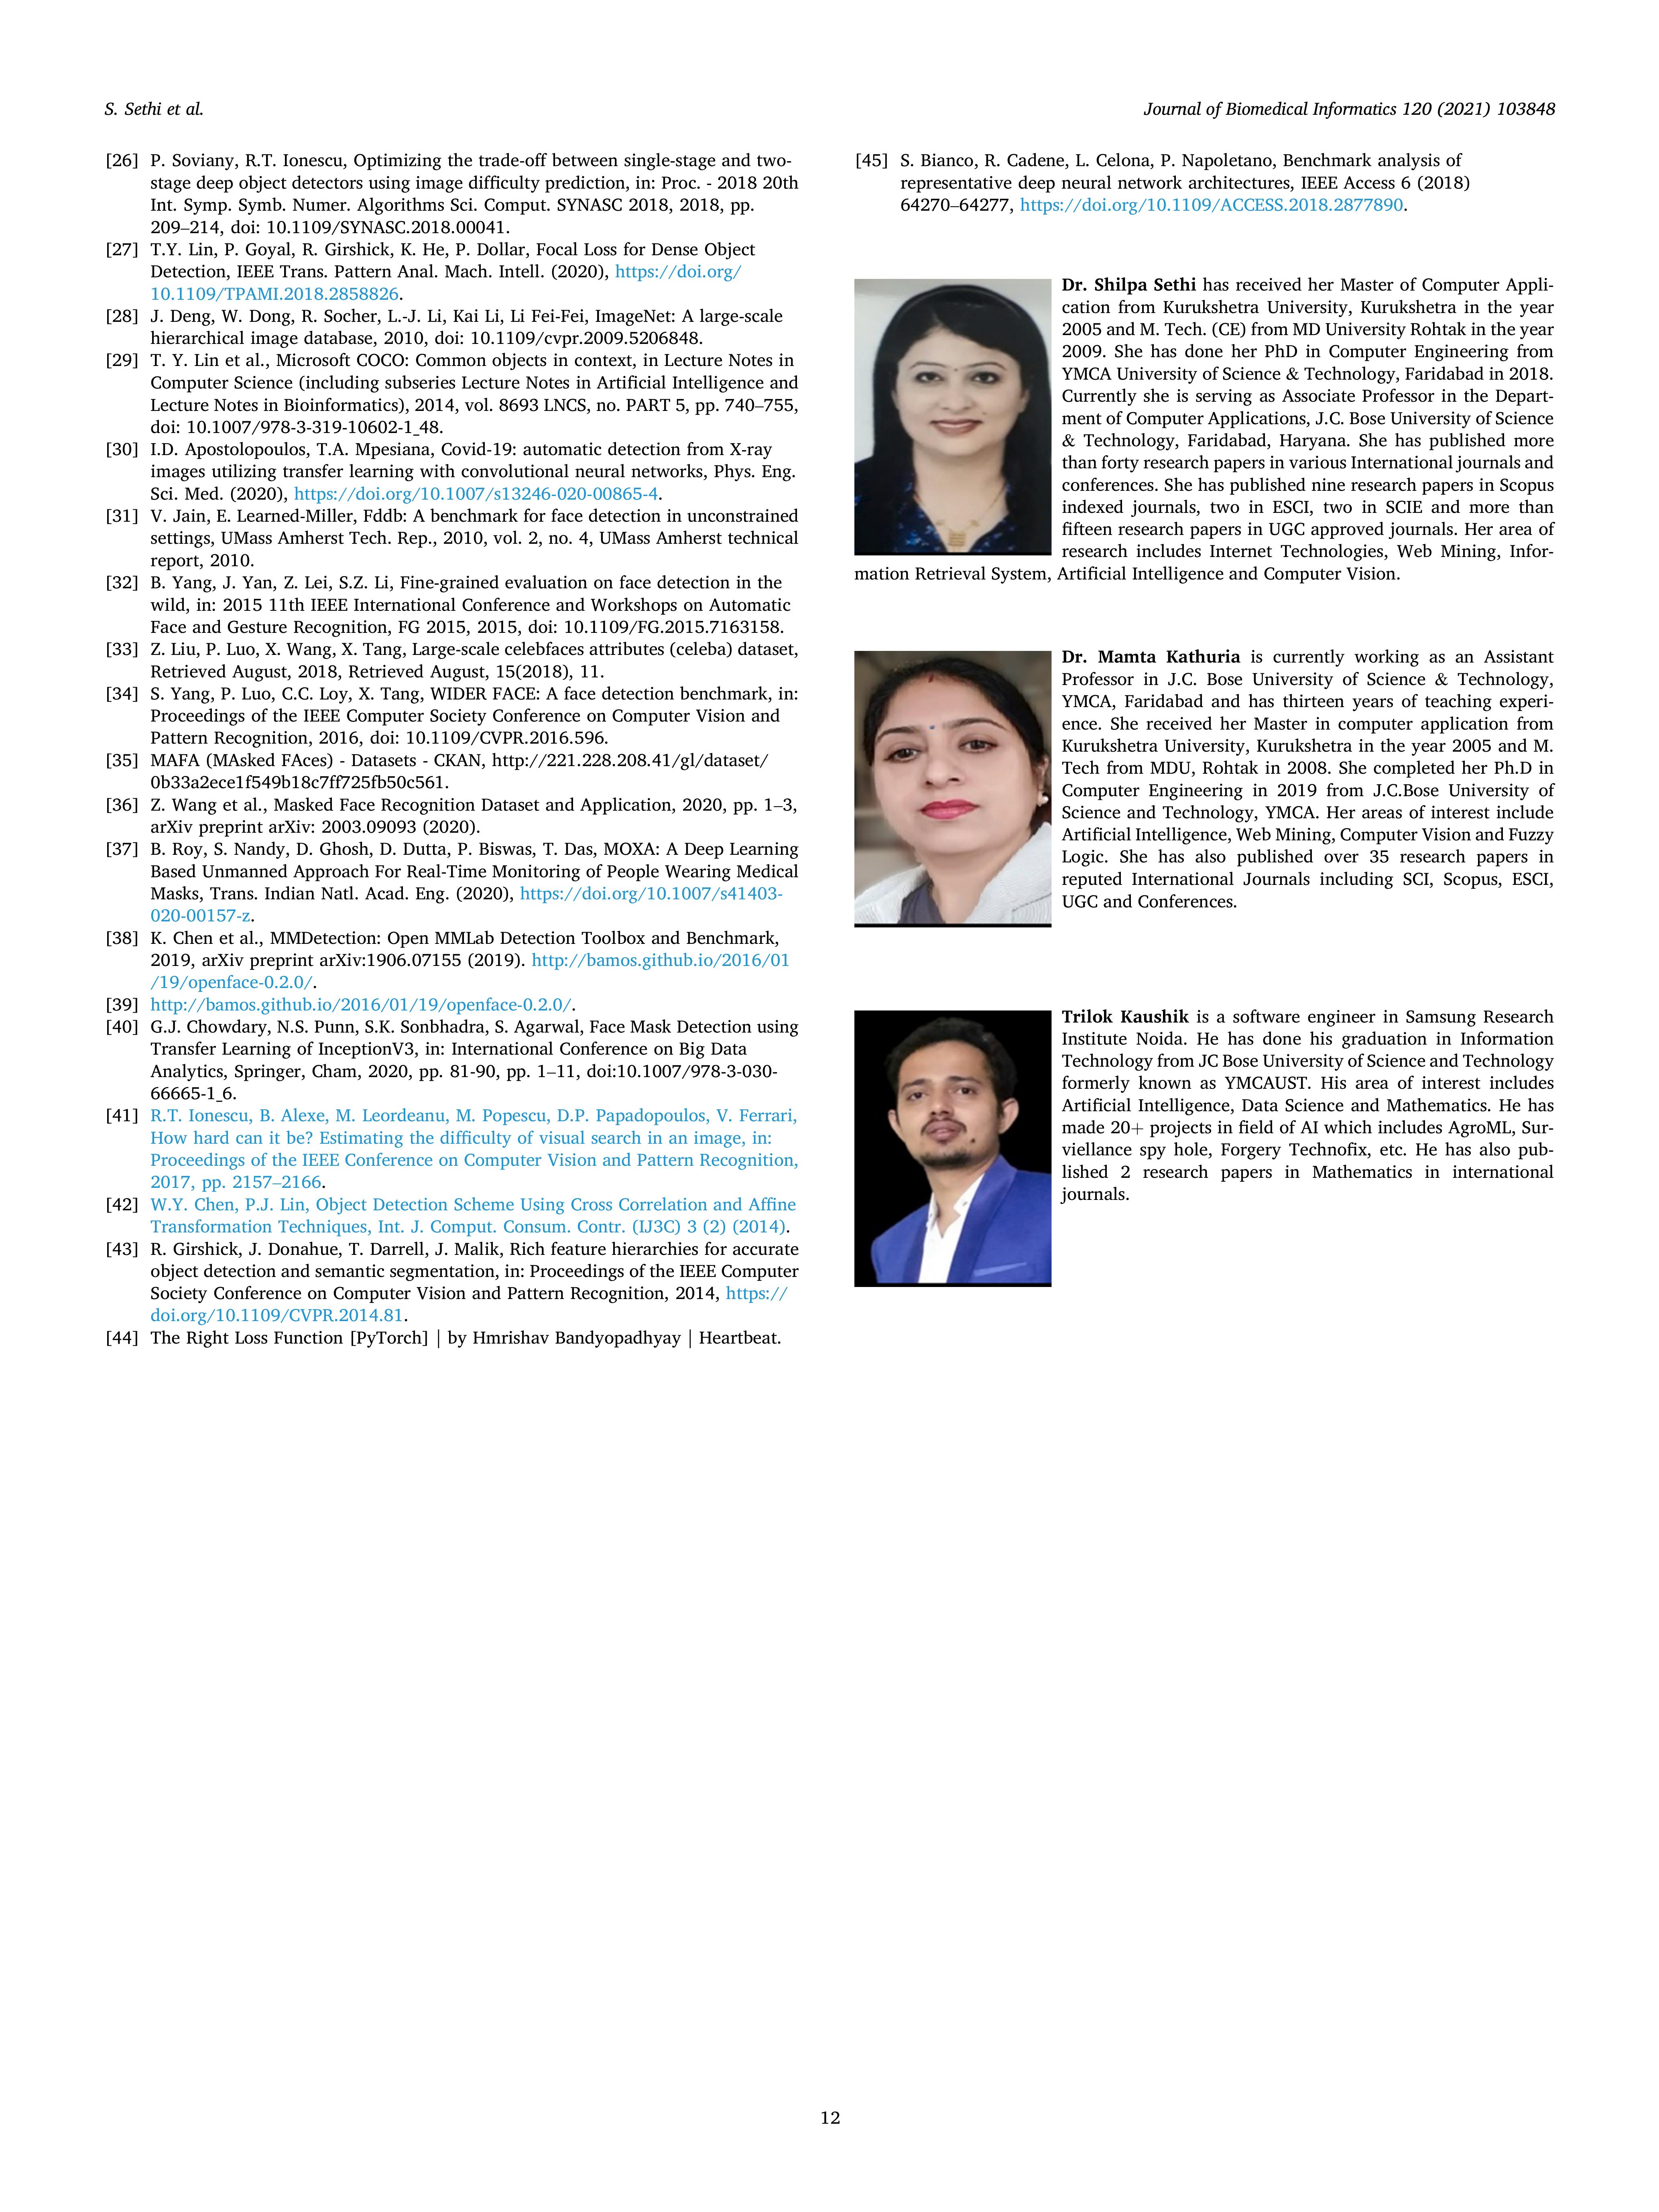 S. Sethi et al.
Journal of Biomedical Informatics 120 (2021) 103848
[26] P. Soviany, R.T. Ionescu, Optimizing the trade-off between single-stage and two-
stage deep object detectors using image difficulty prediction, in: Proc. - 2018 20th
Int. Symp. Symb. Numer. Algorithms Sci. Comput. SYNASC 2018, 2018, pp.
209–214, doi: 10.1109/SYNASC.2018.00041.
[27] T.Y. Lin, P. Goyal, R. Girshick, K. He, P. Dollar, Focal Loss for Dense Object
Detection, IEEE Trans. Pattern Anal. Mach. Intell. (2020), https://doi.org/
10.1109/TPAMI.2018.2858826.
[28] J. Deng, W. Dong, R. Socher, L.-J. Li, Kai Li, Li Fei-Fei, ImageNet: A large-scale
hierarchical image database, 2010, doi: 10.1109/cvpr.2009.5206848.
[29] T. Y. Lin et al., Microsoft COCO: Common objects in context, in Lecture Notes in
Computer Science (including subseries Lecture Notes in Artificial Intelligence and
Lecture Notes in Bioinformatics), 2014, vol. 8693 LNCS, no. PART 5, pp. 740–755,
doi: 10.1007/978-3-319-10602-1_48.
[30] I.D. Apostolopoulos, T.A. Mpesiana, Covid-19: automatic detection from X-ray
images utilizing transfer learning with convolutional neural networks, Phys. Eng.
Sci. Med. (2020), https://doi.org/10.1007/s13246-020-00865-4.
[31] V. Jain, E. Learned-Miller, Fddb: A benchmark for face detection in unconstrained
settings, UMass Amherst Tech. Rep., 2010, vol. 2, no. 4, UMass Amherst technical
report, 2010.
[32] B. Yang, J. Yan, Z. Lei, S.Z. Li, Fine-grained evaluation on face detection in the
wild, in: 2015 11th IEEE International Conference and Workshops on Automatic
Face and Gesture Recognition, FG 2015, 2015, doi: 10.1109/FG.2015.7163158.
[33] Z. Liu, P. Luo, X. Wang, X. Tang, Large-scale celebfaces attributes (celeba) dataset,
Retrieved August, 2018, Retrieved August, 15(2018), 11.
[34] S. Yang, P. Luo, C.C. Loy, X. Tang, WIDER FACE: A face detection benchmark, in:
Proceedings of the IEEE Computer Society Conference on Computer Vision and
Pattern Recognition, 2016, doi: 10.1109/CVPR.2016.596.
[35] MAFA (MAsked FAces) - Datasets - CKAN, http://221.228.208.41/gl/dataset/
0b33a2ece1f549b18c7ff725fb50c561.
[36] Z. Wang et al., Masked Face Recognition Dataset and Application, 2020, pp. 1–3,
arXiv preprint arXiv: 2003.09093 (2020).
[37] B. Roy, S. Nandy, D. Ghosh, D. Dutta, P. Biswas, T. Das, MOXA: A Deep Learning
Based Unmanned Approach For Real-Time Monitoring of People Wearing Medical
Masks, Trans. Indian Natl. Acad. Eng. (2020), https://doi.org/10.1007/s41403-
020-00157-z.
[38] K. Chen et al., MMDetection: Open MMLab Detection Toolbox and Benchmark,
2019, arXiv preprint arXiv:1906.07155 (2019). http://bamos.github.io/2016/01
/19/openface-0.2.0/.
[39] http://bamos.github.io/2016/01/19/openface-0.2.0/.
[40] G.J. Chowdary, N.S. Punn, S.K. Sonbhadra, S. Agarwal, Face Mask Detection using
Transfer Learning of InceptionV3, in: International Conference on Big Data
Analytics, Springer, Cham, 2020, pp. 81-90, pp. 1–11, doi:10.1007/978-3-030-
66665-1_6.
[41] R.T. Ionescu, B. Alexe, M. Leordeanu, M. Popescu, D.P. Papadopoulos, V. Ferrari,
How hard can it be? Estimating the difficulty of visual search in an image, in:
Proceedings of the IEEE Conference on Computer Vision and Pattern Recognition,
2017, pp. 2157–2166.
[42] W.Y. Chen, P.J. Lin, Object Detection Scheme Using Cross Correlation and Affine
Transformation Techniques, Int. J. Comput. Consum. Contr. (IJ3C) 3 (2) (2014).
[43] R. Girshick, J. Donahue, T. Darrell, J. Malik, Rich feature hierarchies for accurate
object detection and semantic segmentation, in: Proceedings of the IEEE Computer
Society Conference on Computer Vision and Pattern Recognition, 2014, https://
doi.org/10.1109/CVPR.2014.81.
[44] The Right Loss Function [PyTorch] | by Hmrishav Bandyopadhyay | Heartbeat.
[45] S. Bianco, R. Cadene, L. Celona, P. Napoletano, Benchmark analysis of
representative deep neural network architectures, IEEE Access 6 (2018)
64270–64277, https://doi.org/10.1109/ACCESS.2018.2877890.
Dr. Shilpa Sethi has received her Master of Computer Appli-
cation from Kurukshetra University, Kurukshetra in the year
2005 and M. Tech. (CE) from MD University Rohtak in the year
2009. She has done her PhD in Computer Engineering from
YMCA University of Science & Technology, Faridabad in 2018.
Currently she is serving as Associate Professor in the Depart-
ment of Computer Applications, J.C. Bose University of Science
& Technology, Faridabad, Haryana. She has published more
than forty research papers in various International journals and
conferences. She has published nine research papers in Scopus
indexed journals, two in ESCI, two in SCIE and more than
fifteen research papers in UGC approved journals. Her area of
research includes Internet Technologies, Web Mining, Infor-
mation Retrieval System, Artificial Intelligence and Computer Vision.
Dr. Mamta Kathuria is currently working as an Assistant
Professor in J.C. Bose University of Science & Technology,
YMCA, Faridabad and has thirteen years of teaching experi-
ence. She received her Master in computer application from
Kurukshetra University, Kurukshetra in the year 2005 and M.
Tech from MDU, Rohtak in 2008. She completed her Ph.D in
Computer Engineering in 2019 from J.C.Bose University of
Science and Technology, YMCA. Her areas of interest include
Artificial Intelligence, Web Mining, Computer Vision and Fuzzy
Logic. She has also published over 35 research papers in
reputed International Journals including SCI, Scopus, ESCI,
UGC and Conferences.
Trilok Kaushik is a software engineer in Samsung Research
Institute Noida. He has done his graduation in Information
Technology from JC Bose University of Science and Technology
formerly known as YMCAUST. His area of interest includes
Artificial Intelligence, Data Science and Mathematics. He has
made 20+ projects in field of AI which includes AgroML, Sur-
viellance spy hole, Forgery Technofix, etc. He has also pub-
lished 2 research papers in Mathematics in international
journals.
12